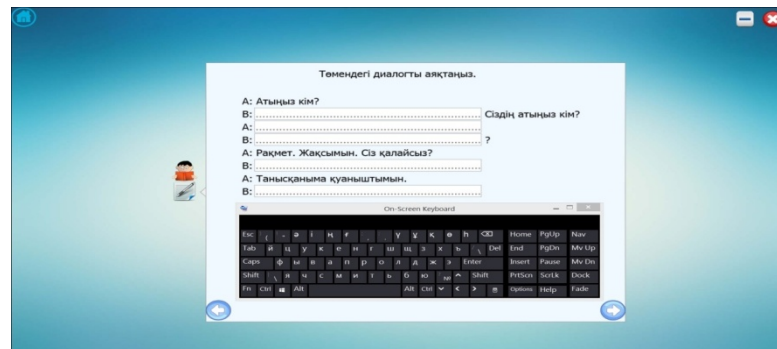 Төмендегі диалогты аяқтаңыз.
А: Атыңыз кім?
В: ........................................ Сіздің атыңыз кім?
А: ........................................
В: ........................................ ?
А: Рақмет. Жақсымын. Сіз қалайсыз?
В: ........................................
А: Танысқаныма қуаныштымын.
В: ........................................
On-Screen Keyboard
Esc ә і ң ғ ү ұ қ ө һ Home PgUp Nav
Tab й ц у к е н г ш щ з х ъ \ Del End PgDn Mv Up
Caps ф ы в а п р о л д ж э Enter Insert Pause Mv Dn
Shift \ я ч с м и т ь б ю № ^ Shift PrtScn ScrLk Dock
Fn Ctrl Alt Alt Ctrl Options Help Fade